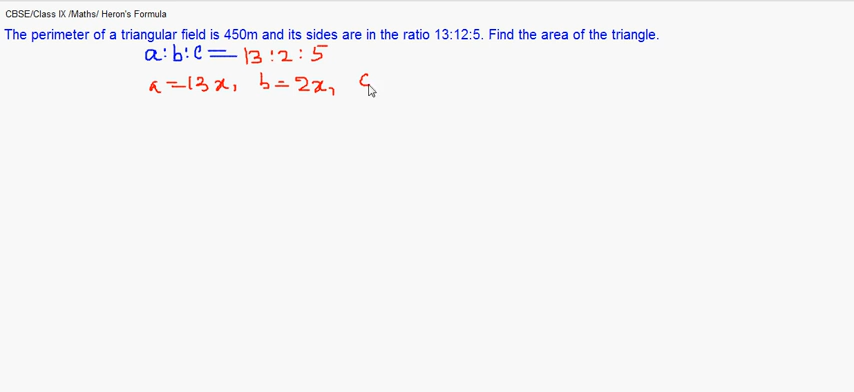 CBSE/Class IX /Maths/ Heron's Formula
The perimeter of a triangular field is 450m and its sides are in the ratio 13:12:5. Find the area of the triangle.
a:b:c = 13:2:5
a = 13x, b = 2x, c